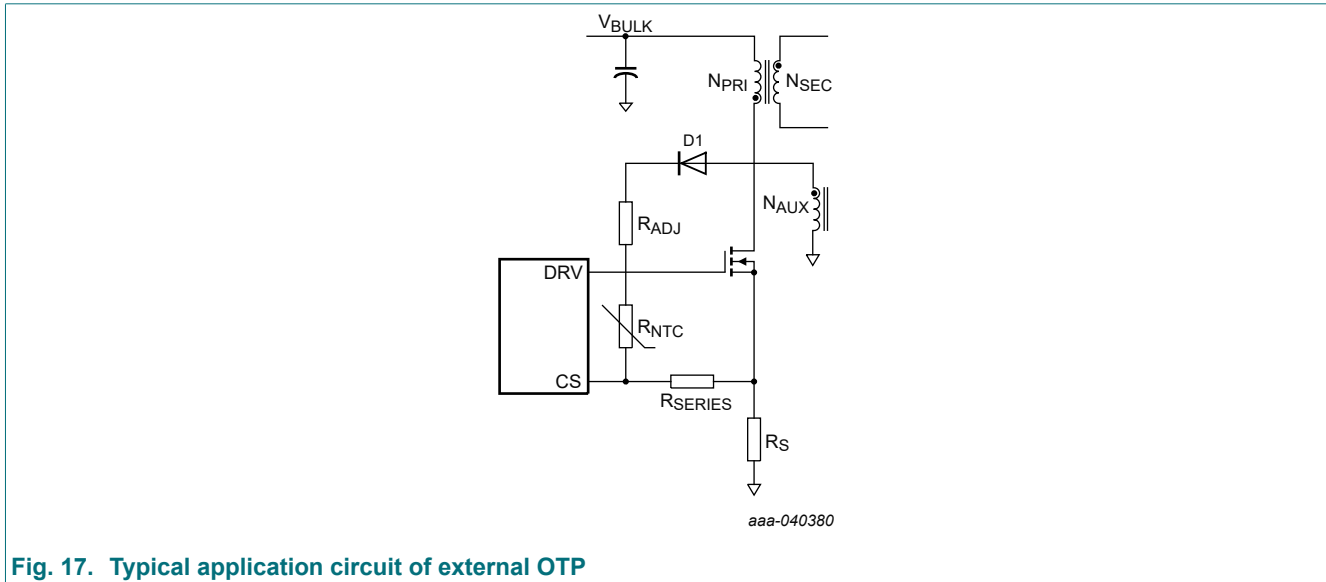 VBULK
NPRI
NSEC
D1
NAUX
RADJ
DRV
RNTC
CS
RSERIES
RS
aaa-040380
Fig. 17. Typical application circuit of external OTP